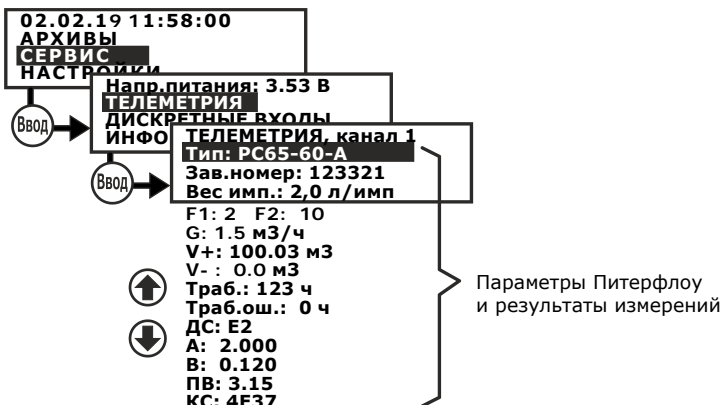 02.02.19 11:58:00
АРХИВЫ
СЕРВИС
НАСТРОЙКИ
Напр.питания: 3.53 В
ТЕЛЕМЕТРИЯ
ДИСКРЕТНЫЕ ВХОДЫ
ИНФО
Ввод
ТЕЛЕМЕТРИЯ, канал 1
Тип: РС65-60-А
Зав.номер: 123321
Вес имп.: 2,0 л/имп
Ввод
F1: 2 F2: 10
G: 1.5 м3/ч
V+: 100.03 м3
V- : 0.0 м3
Траб.: 123 ч
Траб.ош.: 0 ч
ДС: Е2
А: 2.000
В: 0.120
ПВ: 3.15
КС: 4F37
Параметры Питерфлоу
и результаты измерений